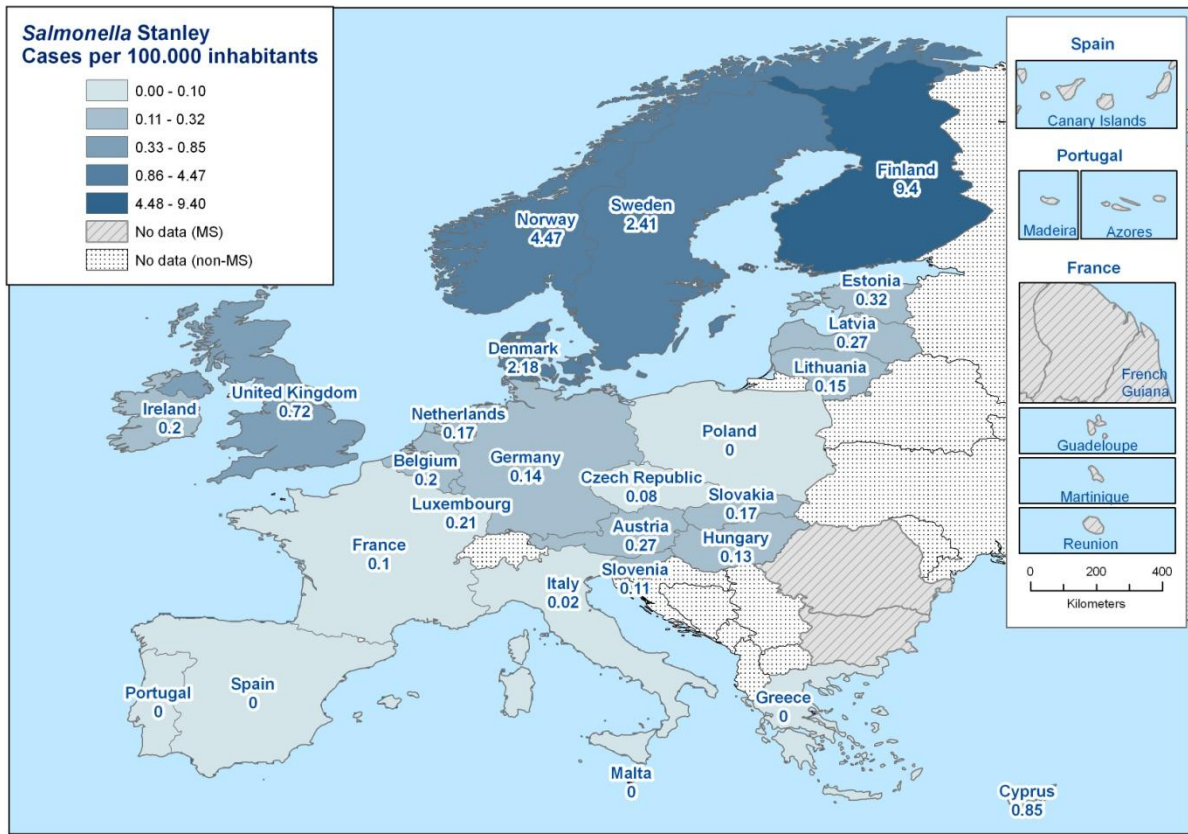 Salmonella Stanley
Cases per 100.000 inhabitants
0.00 - 0.10
0.11 - 0.32
0.33 - 0.85
0.86 - 4.47
4.48 - 9.40
No data (MS)
No data (non-MS)
Finland
9.4
Norway
4.47
Sweden
2.41
Estonia
0.32
Latvia
0.27
Lithuania
0.15
Denmark
2.18
United Kingdom
0.72
Ireland
0.2
Netherlands
0.17
Belgium
0.2
Germany
0.14
Poland
0
Czech Republic
0.08
Luxembourg
0.21
Slovakia
0.17
Austria
0.27
Hungary
0.13
France
0.1
Slovenia
0.11
Italy
0.02
Portugal
0
Spain
0
Greece
0
Malta
0
Cyprus
0.85
Spain
Canary Islands
Portugal
Madeira
Azores
France
French
Guiana
Guadeloupe
Martinique
Reunion
0 200 400
Kilometers